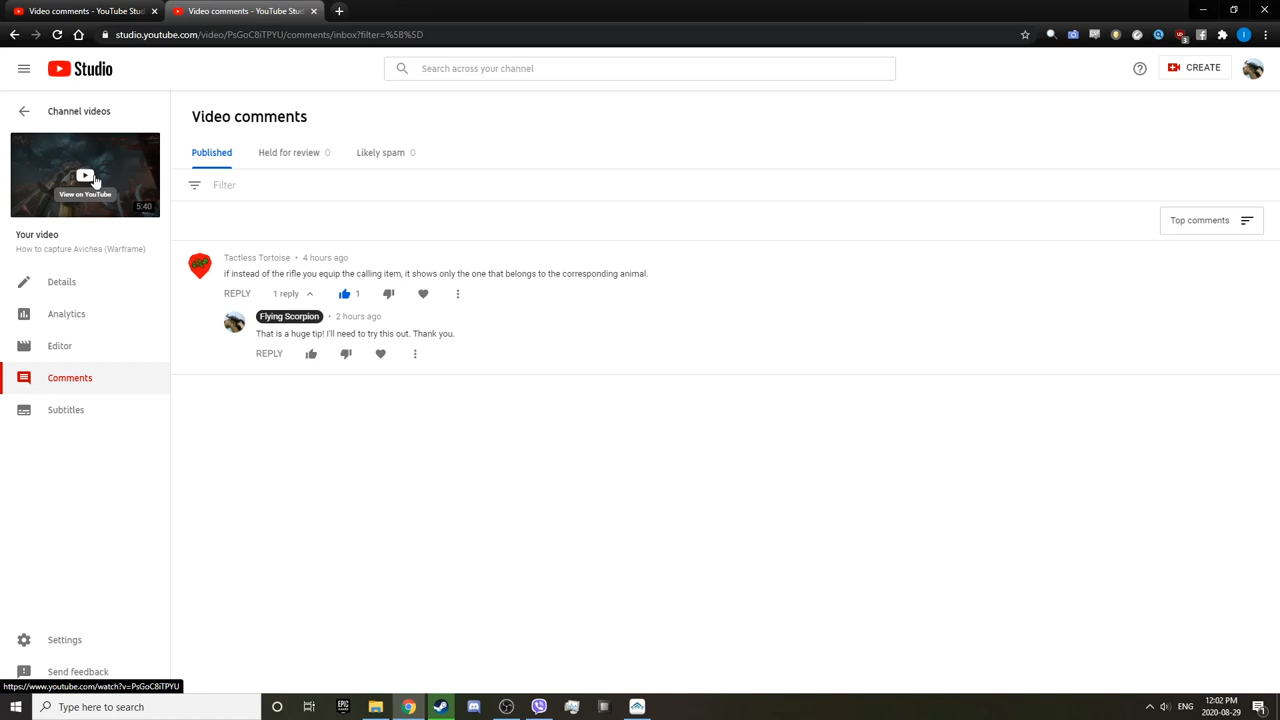 Video comments - YouTube Stud
Video comments - YouTube Stud
studio.youtube.com/video/PsGoC8iTPYU/comments/inbox?filter=%5B%5D
3
I
Studio
Search across your channel
CREATE
Channel videos
View on YouTube
5:40
Your video
How to capture Avichea (Warframe)
Details
Analytics
Editor
Comments
Subtitles
Settings
Send feedback
Video comments
Published
Held for review 0
Likely spam 0
Filter
Top comments
Tactless Tortoise • 4 hours ago
if instead of the rifle you equip the calling item, it shows only the one that belongs to the corresponding animal.
REPLY 1 reply 1
Flying Scorpion • 2 hours ago
That is a huge tip! I'll need to try this out. Thank you.
REPLY
https://www.youtube.com/watch?v=PsGoC8iTPYU
Type here to search
EPIC
ENG
12:02 PM
2020-08-29
1